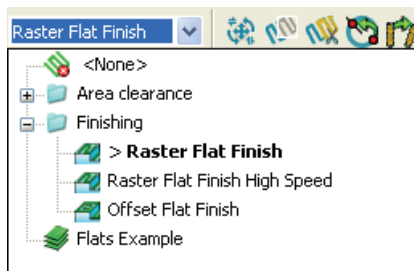 Raster Flat Finish
<None>
Area clearance
Finishing
> Raster Flat Finish
Raster Flat Finish High Speed
Offset Flat Finish
Flats Example